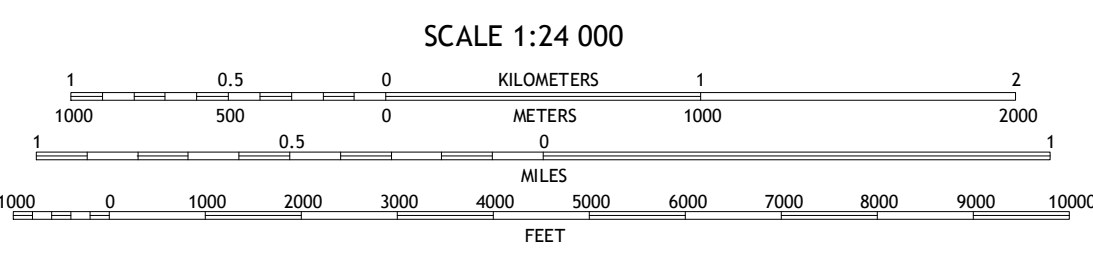 SCALE 1:24 000
1 0.5 0 KILOMETERS 1 2
1000 500 0 METERS 1000 2000
1 0.5 0 1
MILES
1000 0 1000 2000 3000 4000 5000 6000 7000 8000 9000 10000
FEET